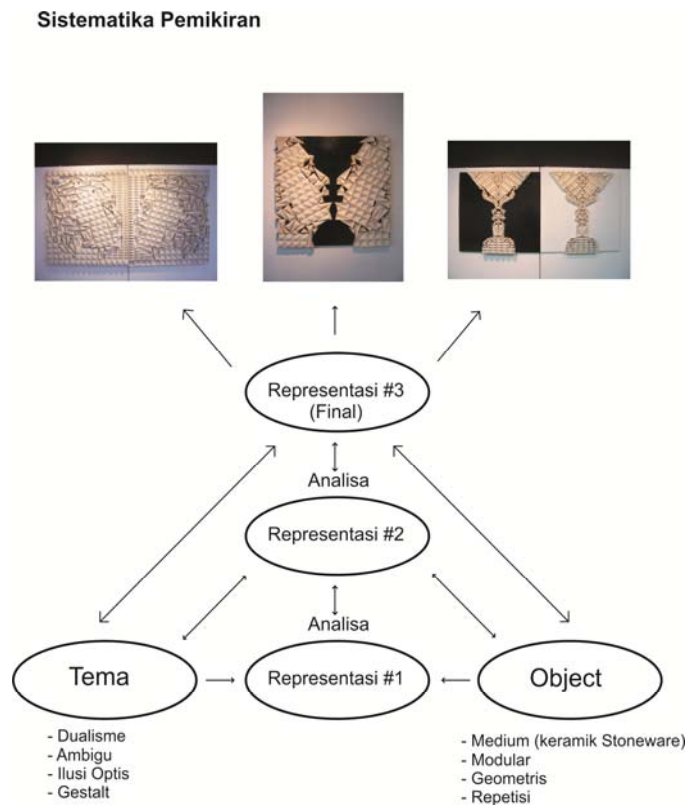 Sistematika Pemikiran
Representasi #3
(Final)
Analisa
Representasi #2
Analisa
Tema
Representasi #1
Object
- Dualisme
- Ambigu
- Ilusi Optis
- Gestalt
- Medium (keramik Stoneware)
- Modular
- Geometris
- Repetisi